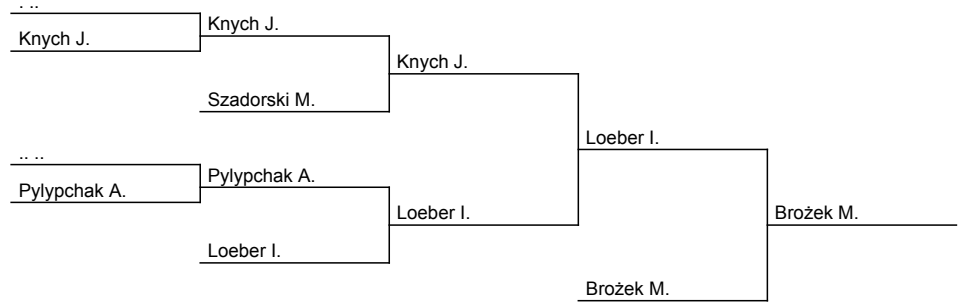 Knych J.
Knych J.
Knych J.
Szadorski M.
Loeber I.
Pylypchak A.
Pylypchak A.
Loeber I.
Brożek M.
Loeber I.
Brożek M.